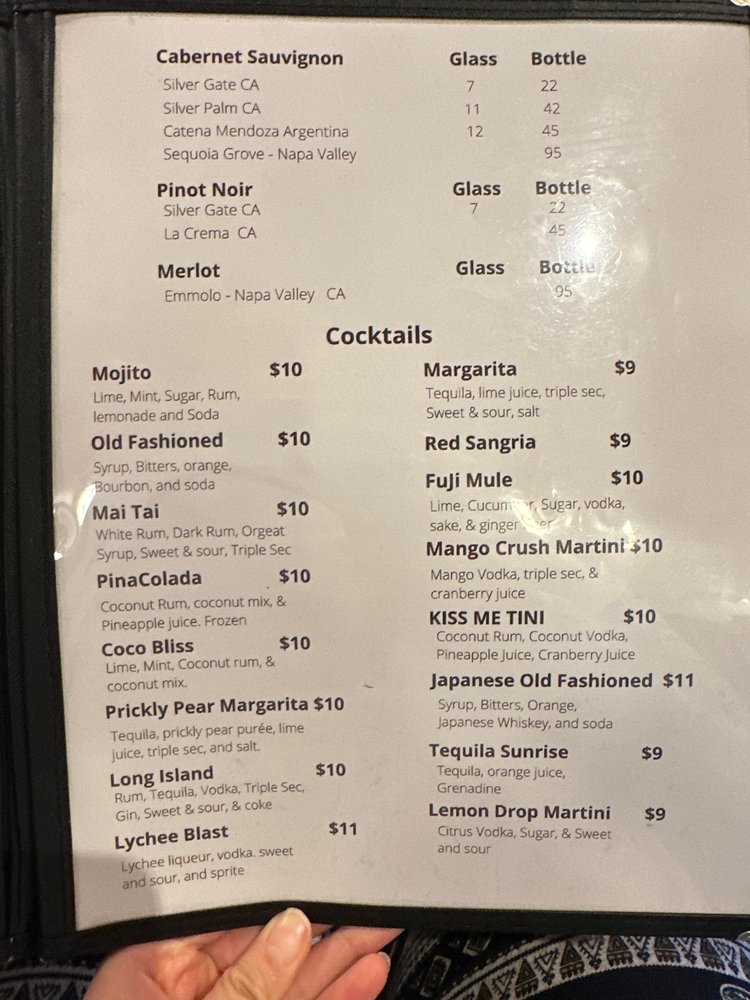 Cabernet Sauvignon Glass Bottle
Silver Gate CA 7 22
Silver Palm CA 11 42
Catena Mendoza Argentina 12 45
Sequoia Grove - Napa Valley 95
Pinot Noir Glass Bottle
Silver Gate CA 7 22
La Crema CA 45
Merlot Glass Bottle
Emmolo - Napa Valley CA 95
Cocktails
Mojito $10
Lime, Mint, Sugar, Rum,
lemonade and Soda
Old Fashioned $10
Syrup, Bitters, orange,
Bourbon, and soda
Mai Tai $10
White Rum, Dark Rum, Orgeat
Syrup, Sweet & sour, Triple Sec
PinaColada $10
Coconut Rum, coconut mix, &
Pineapple juice. Frozen
Coco Bliss $10
Lime, Mint, Coconut rum, &
coconut mix.
Prickly Pear Margarita $10
Tequila, prickly pear purée, lime
juice, triple sec, and salt.
Long Island $10
Rum, Tequila, Vodka, Triple Sec,
Gin, Sweet & sour, & coke
Lychee Blast $11
Lychee liqueur, vodka. sweet
and sour, and sprite
Margarita $9
Tequila, lime juice, triple sec,
Sweet & sour, salt
Red Sangria $9
FuJi Mule $10
Lime, Sugar, vodka,
sake, & ginger
Mango Crush Martini $10
Mango Vodka, triple sec, &
cranberry juice
KISS ME TINI $10
Coconut Rum, Coconut Vodka,
Pineapple Juice, Cranberry Juice
Japanese Old Fashioned $11
Syrup, Bitters, Orange,
Japanese Whiskey, and soda
Tequila Sunrise $9
Tequila, orange juice,
Grenadine
Lemon Drop Martini $9
Citrus Vodka, Sugar, & Sweet
and sour